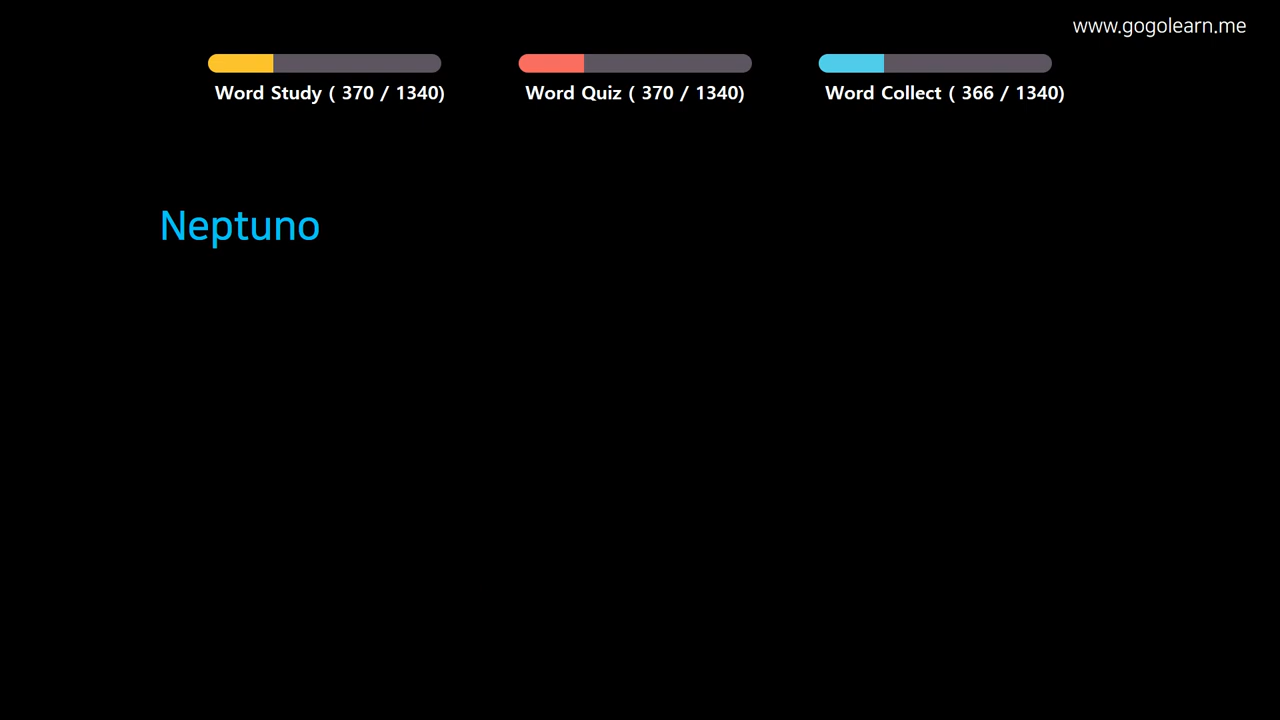 www.gogolearn.me
Word Study ( 370 / 1340)
Word Quiz ( 370 / 1340)
Word Collect ( 366 / 1340)
Neptuno